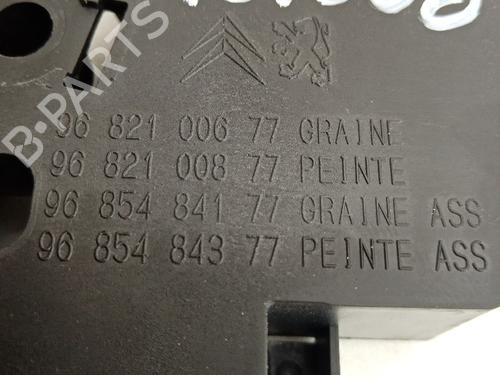 B-PARTS
96 821 006 77 GRAINE
96 821 008 77 PEINTE
96 854 841 77 GRAINE ASS
96 854 843 77 PEINTE ASS